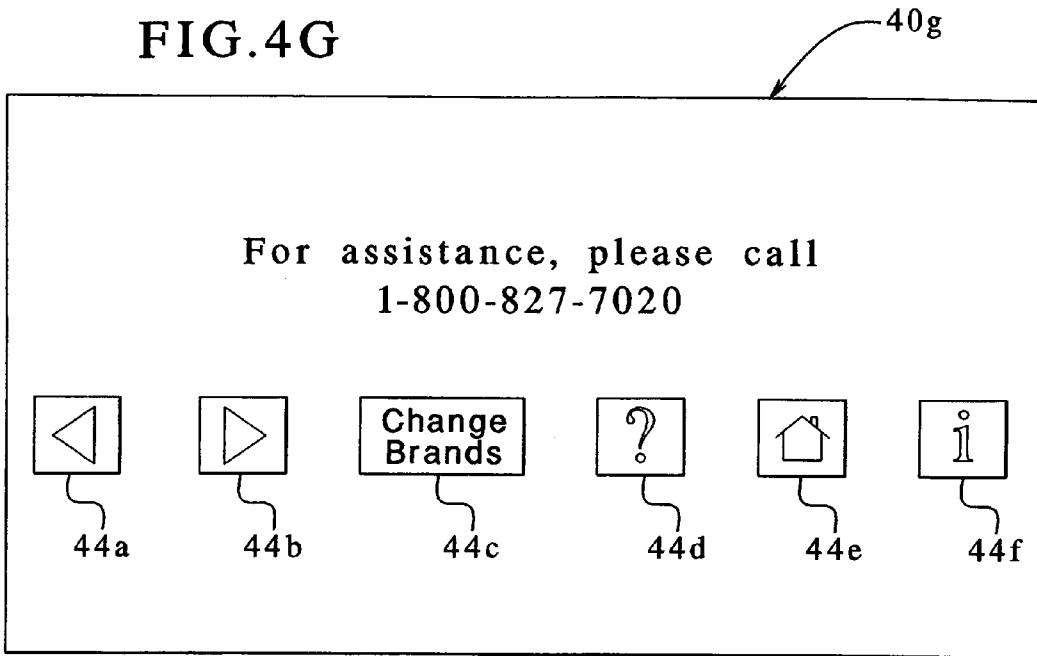 FIG.4G
40g
For assistance, please call
1-800-827-7020
Change
Brands
?
i
44a 44b 44c 44d 44e 44f